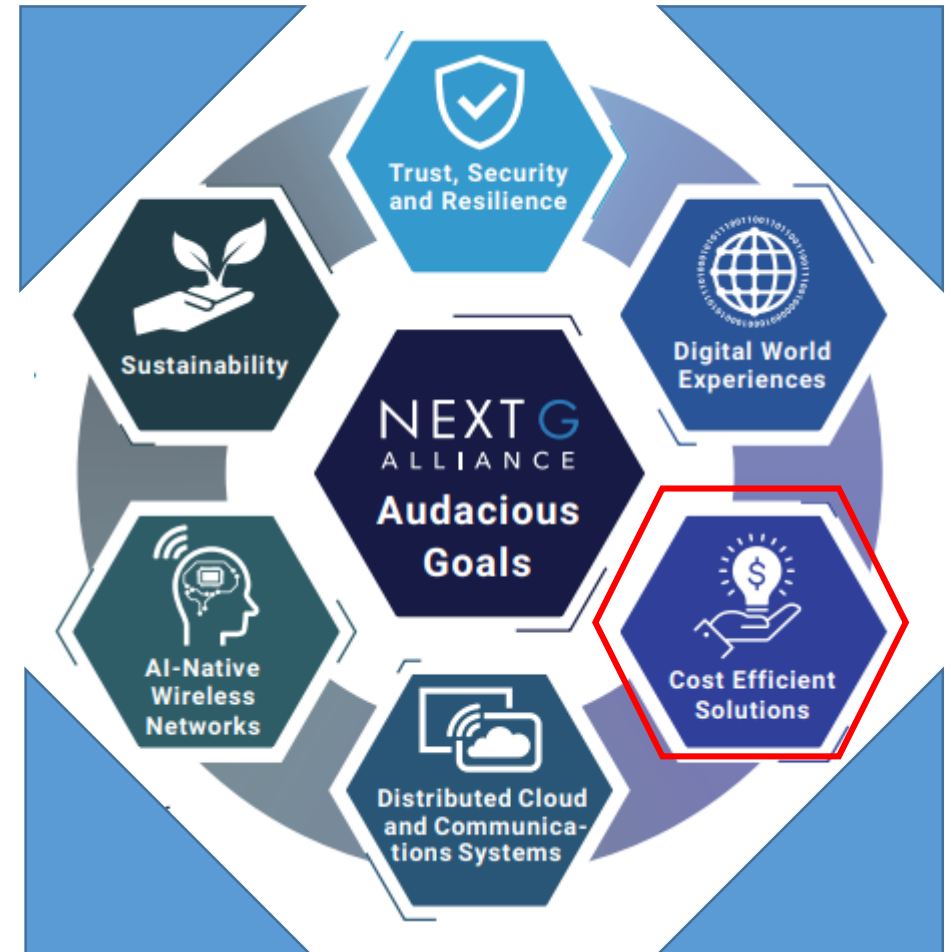 Trust, Security
and Resilience
Sustainability
Digital World
Experiences
NEXT G
ALLIANCE
Audacious
Goals
AI-Native
Wireless
Networks
$
Cost Efficient
Solutions
Distributed Cloud
and Communica-
tions Systems